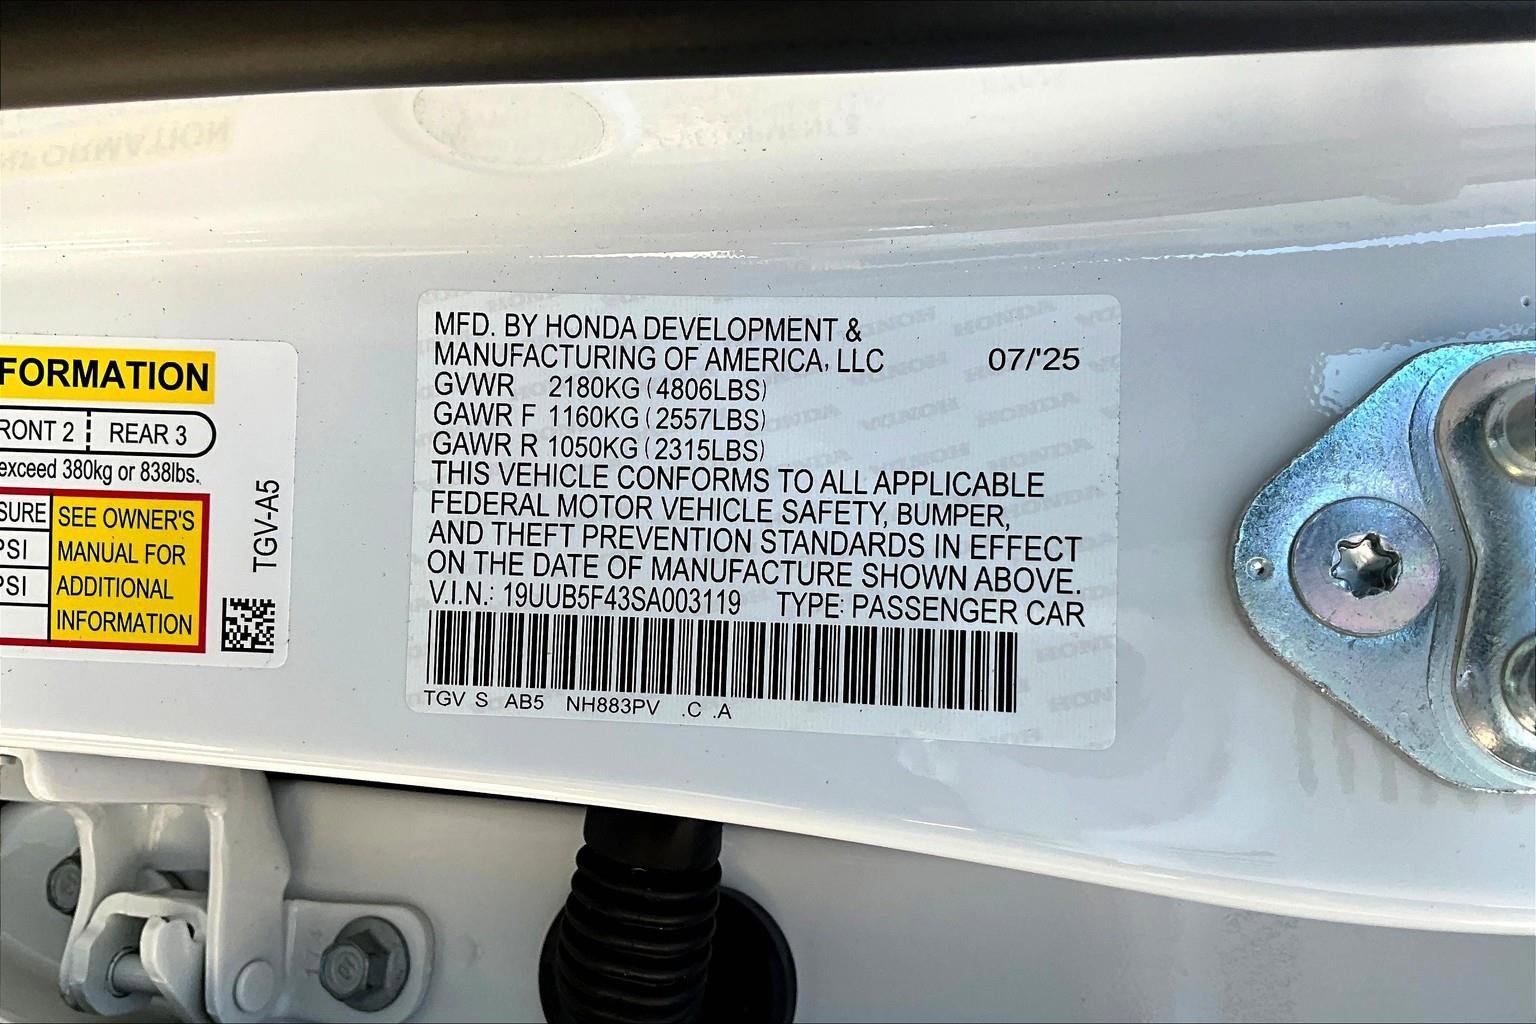 FORMATION
RONT 2 REAR 3
exceed 380kg or 838lbs.
SURE
PSI
PSI
SEE OWNER'S
MANUAL FOR
ADDITIONAL
INFORMATION
TGV-A5
MFD. BY HONDA DEVELOPMENT &
MANUFACTURING OF AMERICA, LLC 07/'25
GVWR 2180KG (4806LBS)
GAWR F 1160KG (2557LBS)
GAWR R 1050KG (2315LBS)
THIS VEHICLE CONFORMS TO ALL APPLICABLE
FEDERAL MOTOR VEHICLE SAFETY, BUMPER,
AND THEFT PREVENTION STANDARDS IN EFFECT
ON THE DATE OF MANUFACTURE SHOWN ABOVE.
V.I.N.: 19UUB5F43SA003119 TYPE: PASSENGER CAR
TGV S AB5 NH883PV .C .A